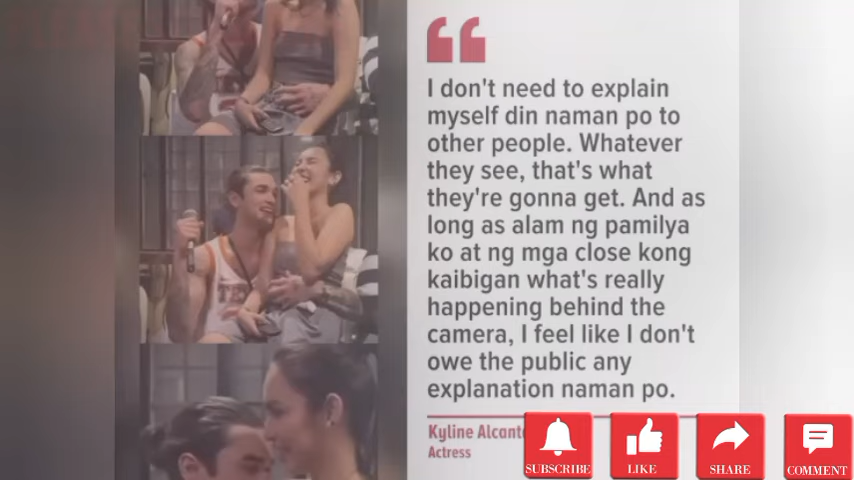 I don't need to explain
myself din naman po to
other people. Whatever
they see, that's what
they're gonna get. And as
long as alam ng pamilya
ko at ng mga close kong
kaibigan what's really
happening behind the
camera, I feel like I don't
owe the public any
explanation naman po.
Kyline
Actress
SUBSCRIBE
LIKE
SHARE
COMMENT